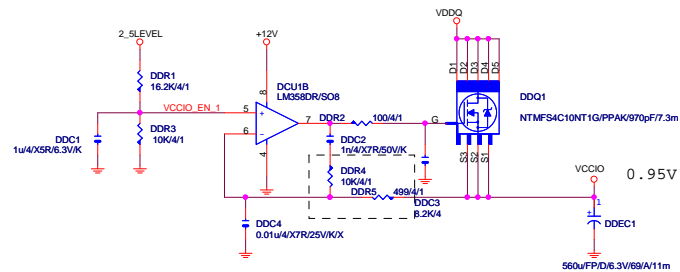 VDDQ
2_5LEVEL
+12V
D1
D2
D3
D4
D5
DDR1
16.2K/4/1
DCU1B
LM358DR/SO8
DDQ1
NTMFS4C10NT1G/PPAK/970pF/7.3m
VCCIO_EN_1
8
5
+
6
−
7
4
DDR2
100/4/1
G
S3
S2
S1
DDC1
1u/4/X5R/6.3V/K
DDR3
10K/4/1
DDC2
1n/4/X7R/50V/K
DDR4
10K/4/1
DDR5
499/4/1
DDC3
8.2K/4
VCCIO
0.95V
DDC4
0.01u/4/X7R/25V/K/X
1
+
DDEC1
560u/FP/D/6.3V/69/A/11m